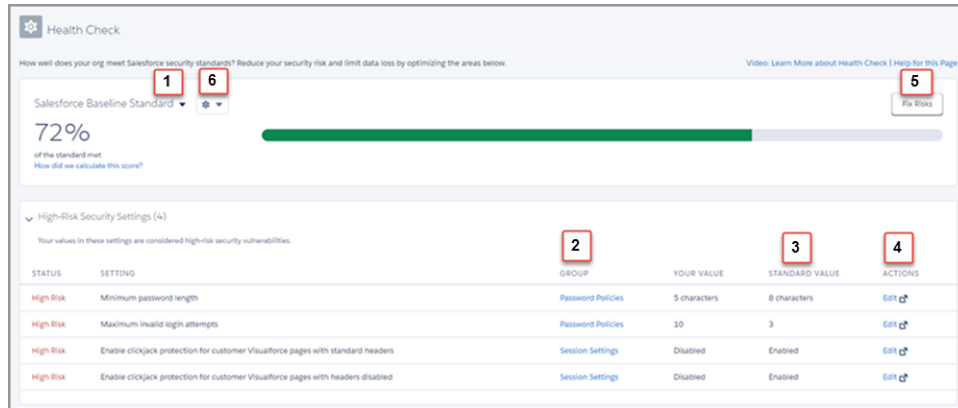 Health Check
How well does your org meet Salesforce security standards? Reduce your security risk and limit data loss by optimizing the areas below.
Video: Learn More about Health Check | Help for this Page
1
6
5
Salesforce Baseline Standard
Fix Risks
72%
of the standard met
How did we calculate this score?
High-Risk Security Settings (4)
Your values in these settings are considered high-risk security vulnerabilities.
2
3
4
STATUS SETTING GROUP YOUR VALUE STANDARD VALUE ACTIONS
High Risk Minimum password length Password Policies 5 characters 8 characters Edit
High Risk Maximum invalid login attempts Password Policies 10 3 Edit
High Risk Enable clickjack protection for customer Visualforce pages with standard headers Session Settings Disabled Enabled Edit
High Risk Enable clickjack protection for customer Visualforce pages with headers disabled Session Settings Disabled Enabled Edit